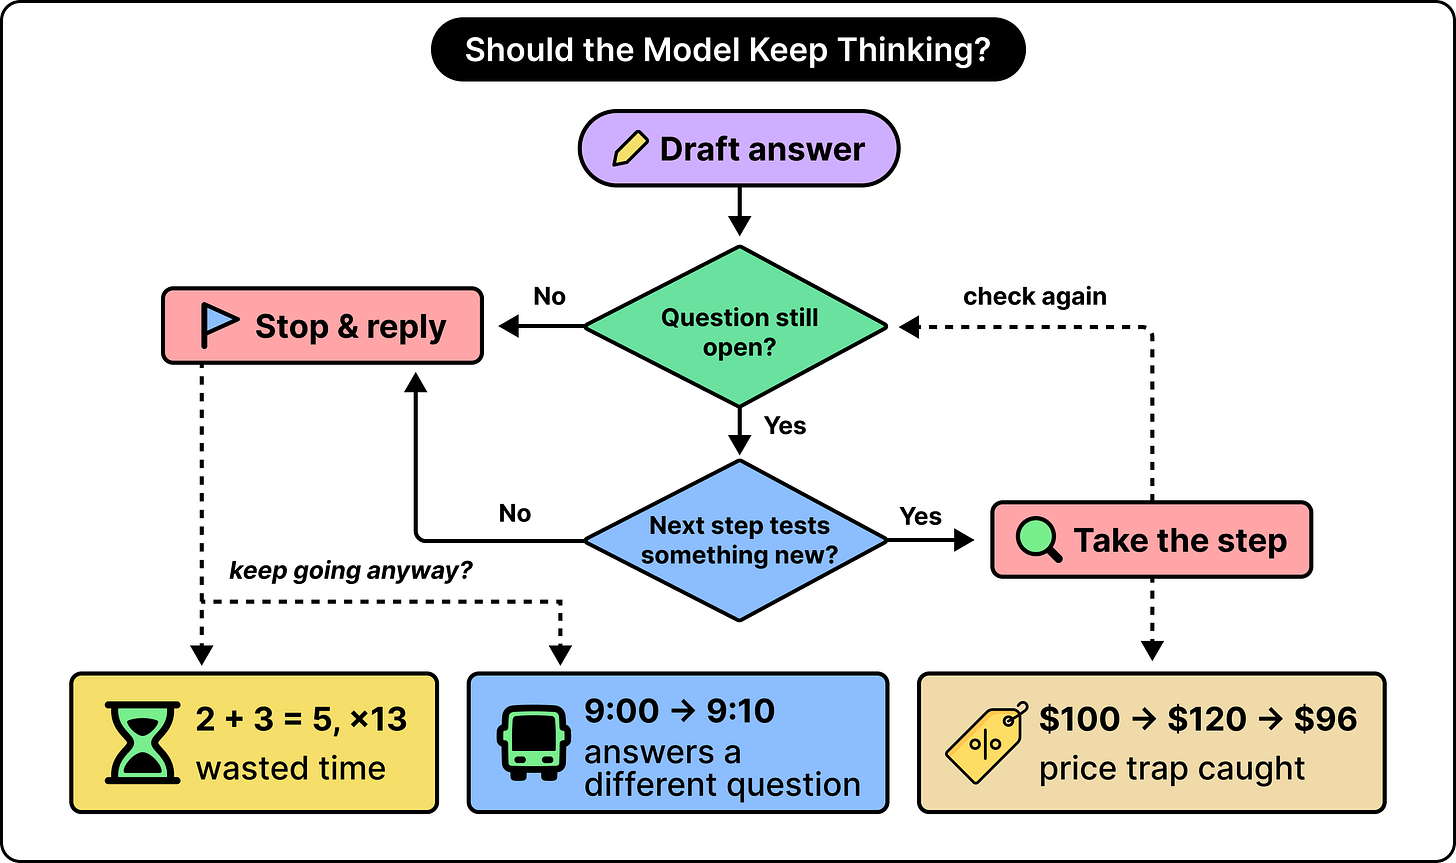 Should the Model Keep Thinking?
Draft answer
No
Question still
open?
check again
Stop & reply
Yes
No
Next step tests
something new?
Yes
Take the step
keep going anyway?
2 + 3 = 5, ×13
wasted time
9:00 → 9:10
answers a
different question
%
$100 → $120 → $96
price trap caught